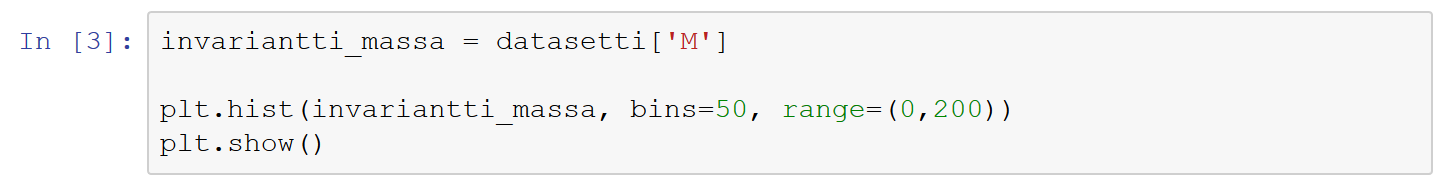 In [3]: invariantti_massa = datasetti['M']
plt.hist(invariantti_massa, bins=50, range=(0,200))
plt.show()